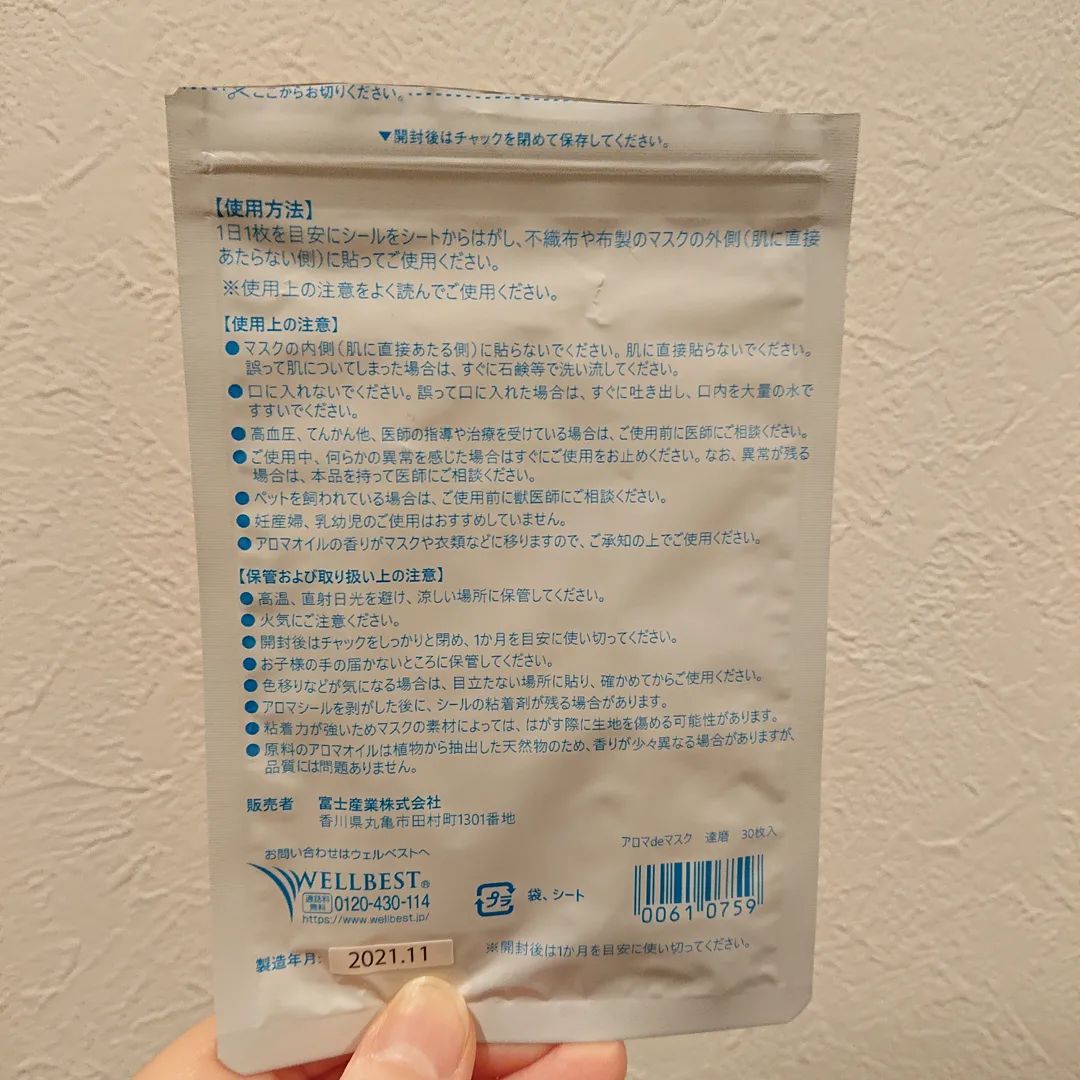 ここからお切りください。
▼開封後はチャックを閉めて保存してください。
【使用方法】
1日1枚を目安にシールをシートからはがし、不織布や布製のマスクの外側(肌に直接
あたらない側)に貼ってご使用ください。
※使用上の注意をよく読んでご使用ください。
【使用上の注意】
●マスクの内側(肌に直接あたる側)に貼らないでください。肌に直接貼らないでください。
誤って肌についてしまった場合は、すぐに石鹸等で洗い流してください。
●口に入れないでください。誤って口に入れた場合は、すぐに吐き出し、口内を大量の水で
すすいでください。
●高血圧、てんかん他、医師の指導や治療を受けている場合は、ご使用前に医師にご相談ください。
●ご使用中、何らかの異常を感じた場合はすぐにご使用をお止めください。なお、異常が残る
場合は、本品を持って医師にご相談ください。
●ペットを飼われている場合は、ご使用前に獣医師にご相談ください。
●妊産婦、乳幼児のご使用はおすすめしていません。
●アロマオイルの香りがマスクや衣類などに移りますので、ご承知の上でご使用ください。
【保管および取り扱い上の注意】
●高温、直射日光を避け、涼しい場所に保管してください。
●火気にご注意ください。
●開封後はチャックをしっかりと閉め、1か月を目安に使い切ってください。
●お子様の手の届かないところに保管してください。
●色移りなどが気になる場合は、目立たない場所に貼り、確かめてからご使用ください。
●アロマシールを剥がした後に、シールの粘着剤が残る場合があります。
●粘着力が強いためマスクの素材によっては、はがす際に生地を傷める可能性があります。
●原料のアロマオイルは植物から抽出した天然物のため、香りが少々異なる場合がありますが、
品質には問題ありません。
販売者 富士産業株式会社
香川県丸亀市田村町1301番地
アロマdeマスク 達磨 30枚入
お問い合わせはウェルベストへ
WELLBEST®
通話料無料 0120-430-114
https://www.wellbest.jp/
プラ 袋、シート
0061 0759
製造年月: 2021.11
※開封後は1か月を目安に使い切ってください。